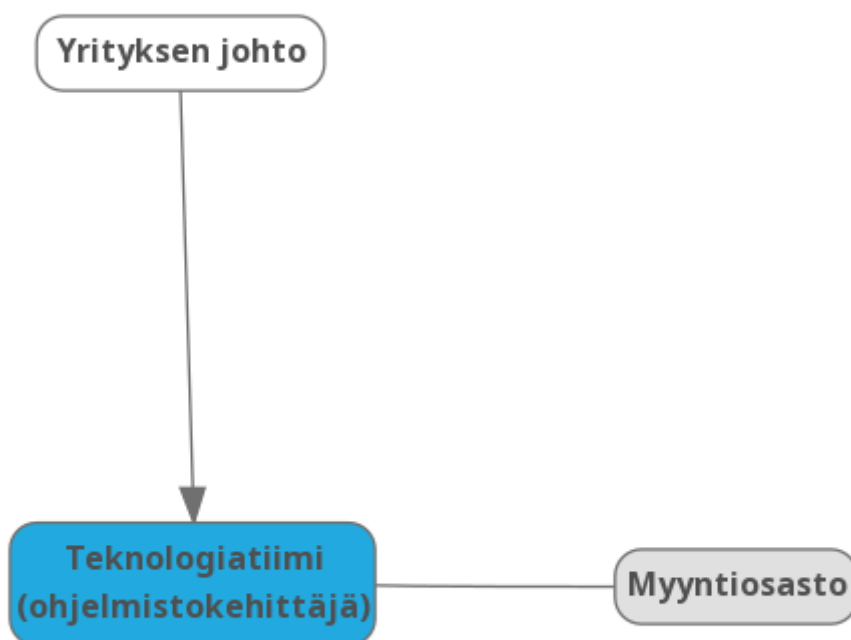 Yrityksen johto
Teknologiatiimi
(ohjelmistokehittäjä)
Myyntiosasto